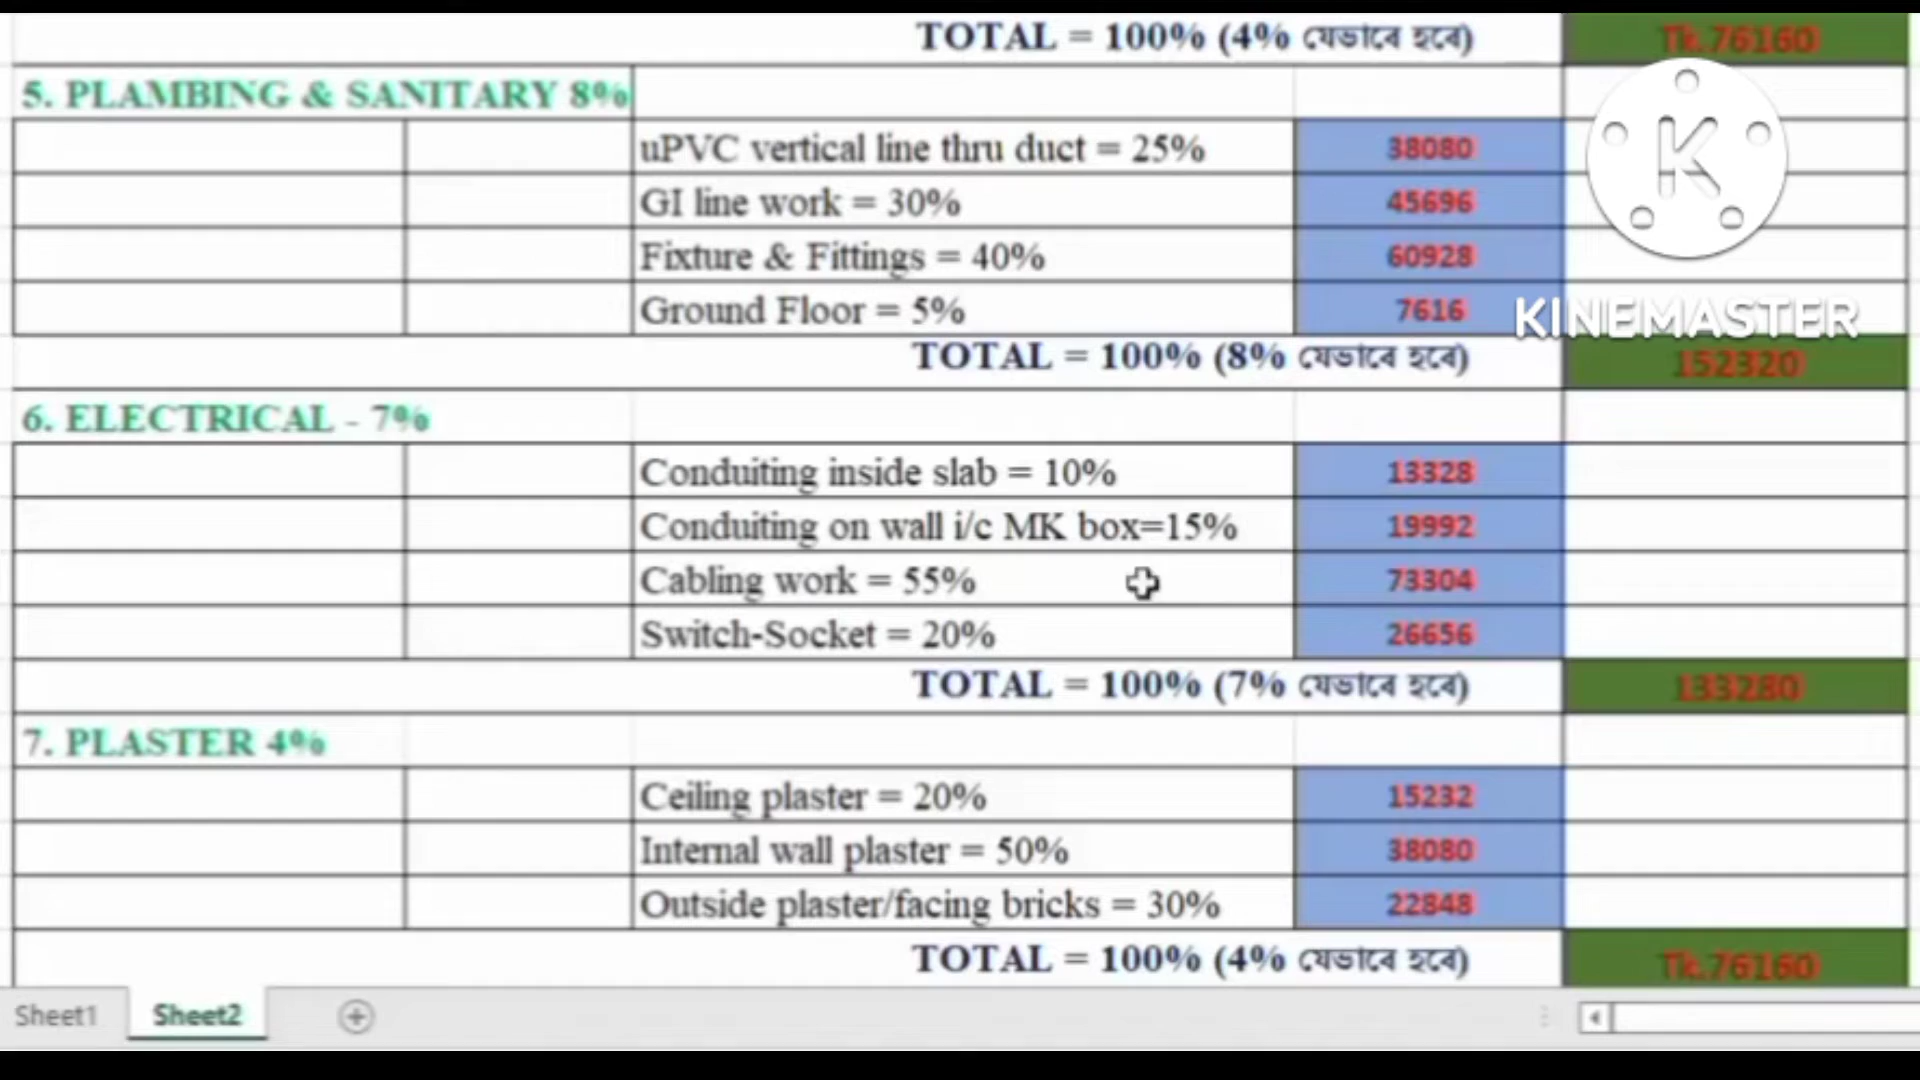 TOTAL = 100% (4% যেভাবে হবে) Tk.76160
5. PLAMBING & SANITARY 8%
uPVC vertical line thru duct = 25% 38080
GI line work = 30% 45696
Fixture & Fittings = 40% 60928
Ground Floor = 5% 7616
KINEMASTER
TOTAL = 100% (8% যেভাবে হবে) 152320
6. ELECTRICAL - 7%
Conduiting inside slab = 10% 13328
Conduiting on wall i/c MK box=15% 19992
Cabling work = 55% 73304
Switch-Socket = 20% 26656
TOTAL = 100% (7% যেভাবে হবে) 133280
7. PLASTER 4%
Ceiling plaster = 20% 15232
Internal wall plaster = 50% 38080
Outside plaster/facing bricks = 30% 22848
TOTAL = 100% (4% যেভাবে হবে) Tk.76160
Sheet1 Sheet2